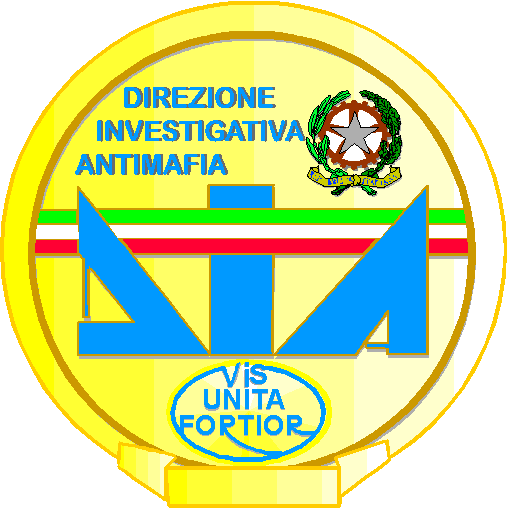 DIREZIONE
INVESTIGATIVA
ANTIMAFIA
DIA
ViS
UNITA
FORTIOR